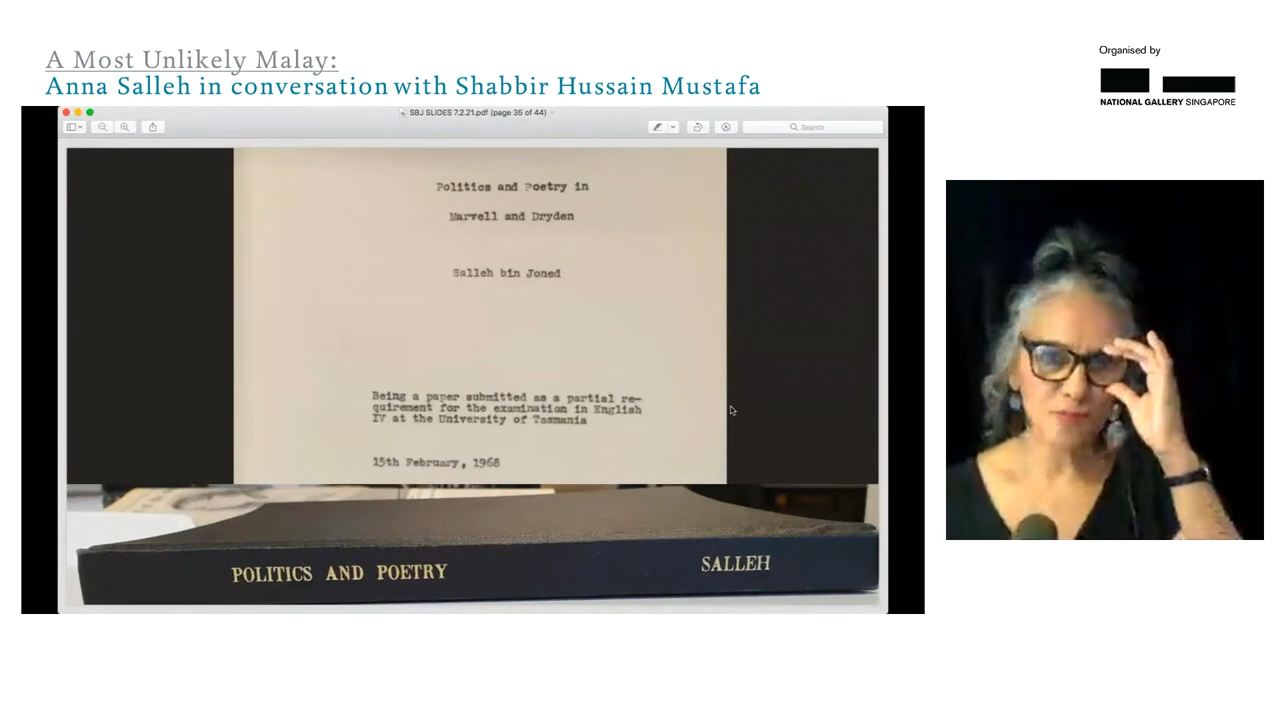 A Most Unlikely Malay:
Anna Salleh in conversation with Shabbir Hussain Mustafa
Organised by
NATIONAL GALLERY SINGAPORE
SBJ SLIDES 7.2.21.pdf (page 35 of 44)
Search
Politics and Poetry in
Marvell and Dryden
Salleh bin Joned
Being a paper submitted as a partial re-
quirement for the examination in English
IV at the University of Tasmania
15th February, 1968
POLITICS AND POETRY SALLEH